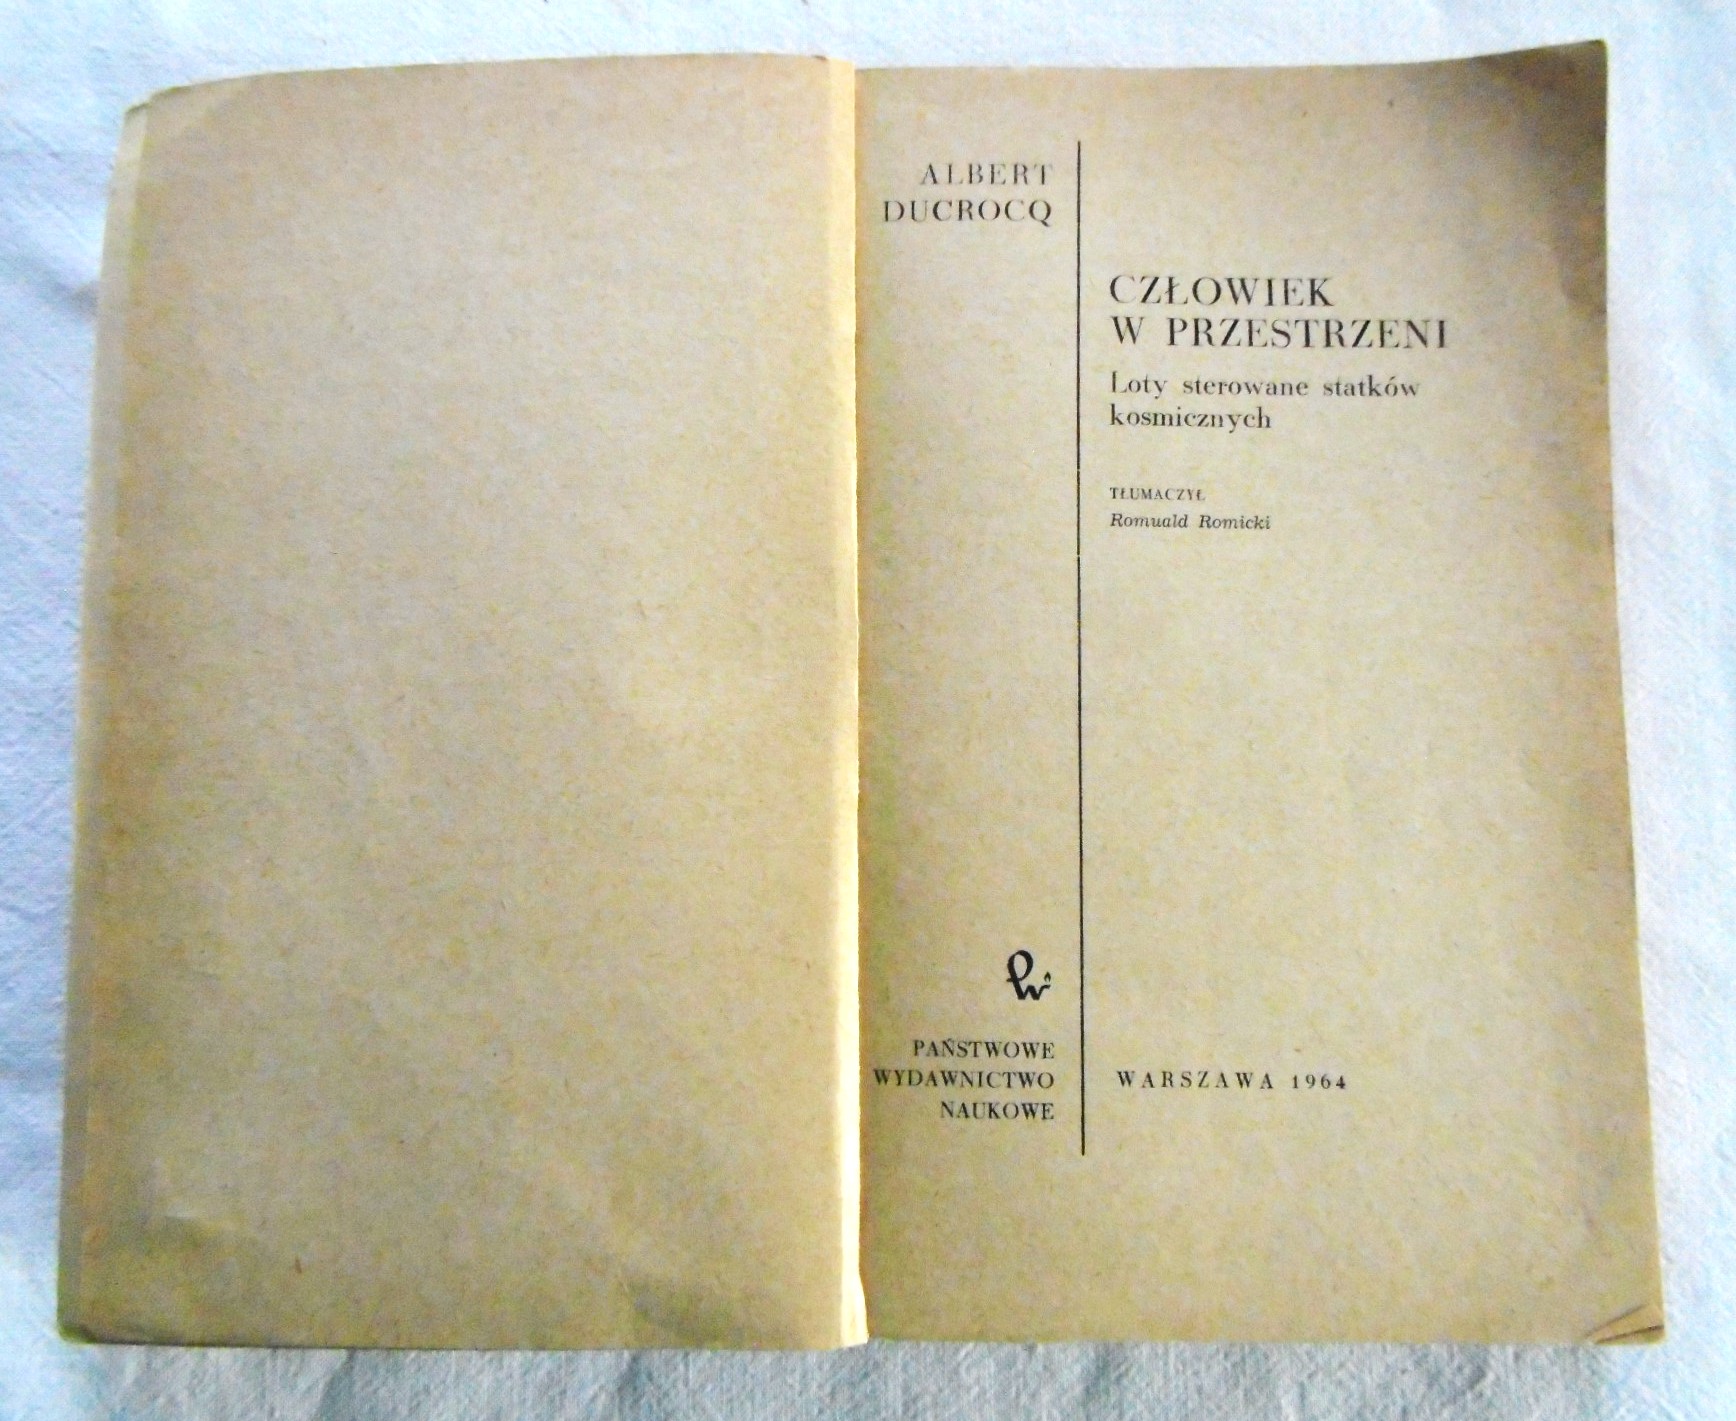 ALBERT
DUCROCQ
CZŁOWIEK
W PRZESTRZENI
Loty sterowane statków
kosmicznych
TŁUMACZYŁ
Romuald Romicki
PAŃSTWOWE
WYDAWNICTWO
NAUKOWE
WARSZAWA 1964